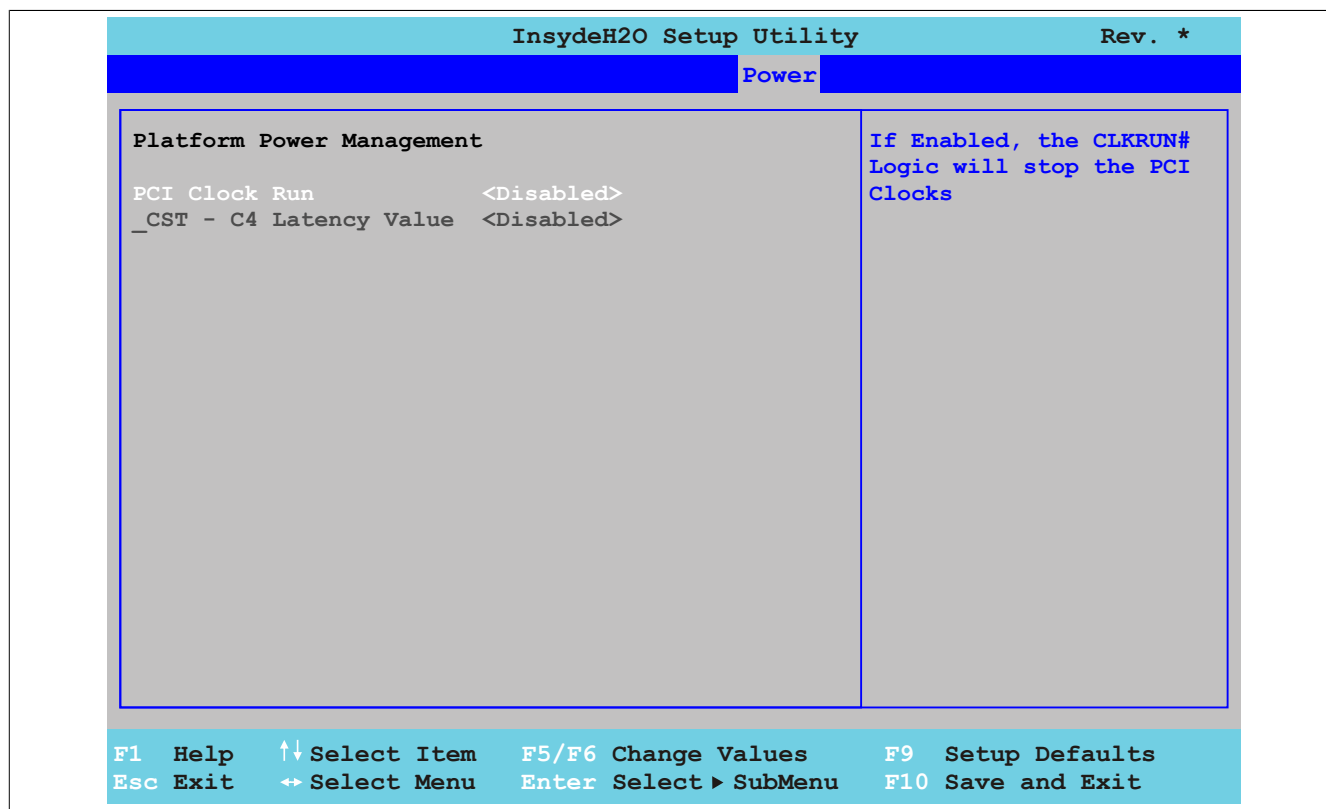 InsydeH2O Setup Utility Rev. *
Power
Platform Power Management
PCI Clock Run <Disabled>
_CST - C4 Latency Value <Disabled>
If Enabled, the CLKRUN#
Logic will stop the PCI
Clocks
F1 Help ↑↓ Select Item F5/F6 Change Values F9 Setup Defaults
Esc Exit ↔ Select Menu Enter Select ▶ SubMenu F10 Save and Exit